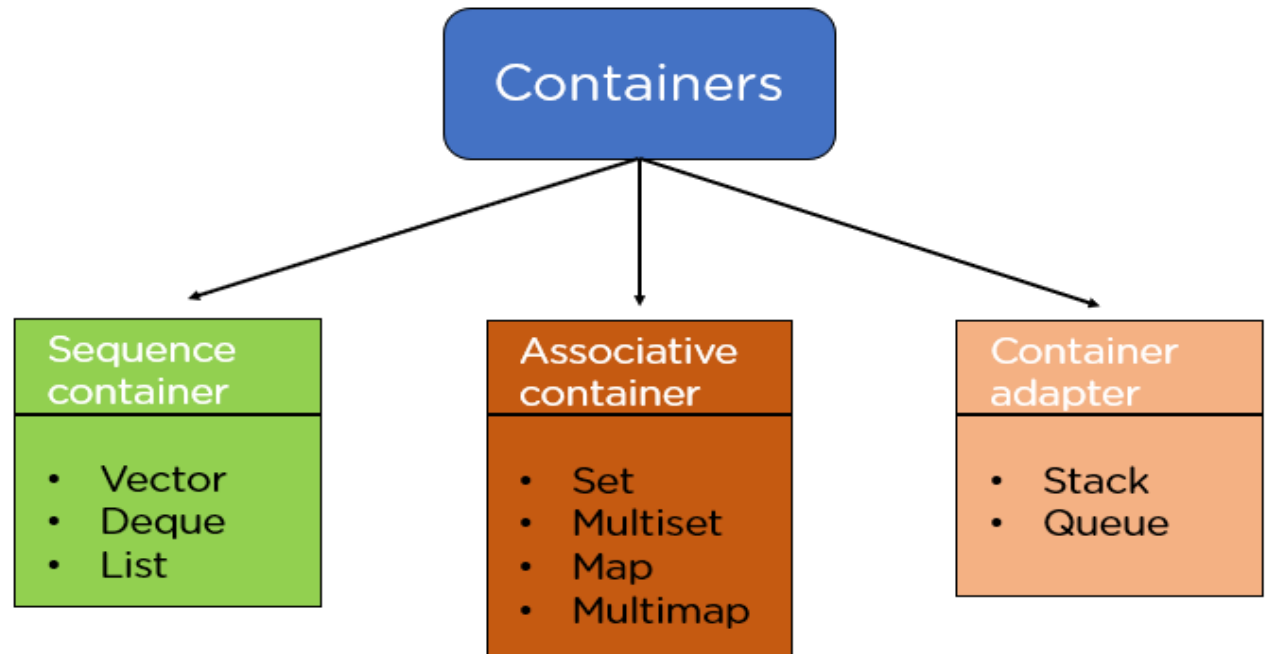 Containers
Sequence
container
• Vector
• Deque
• List
Associative
container
• Set
• Multiset
• Map
• Multimap
Container
adapter
• Stack
• Queue